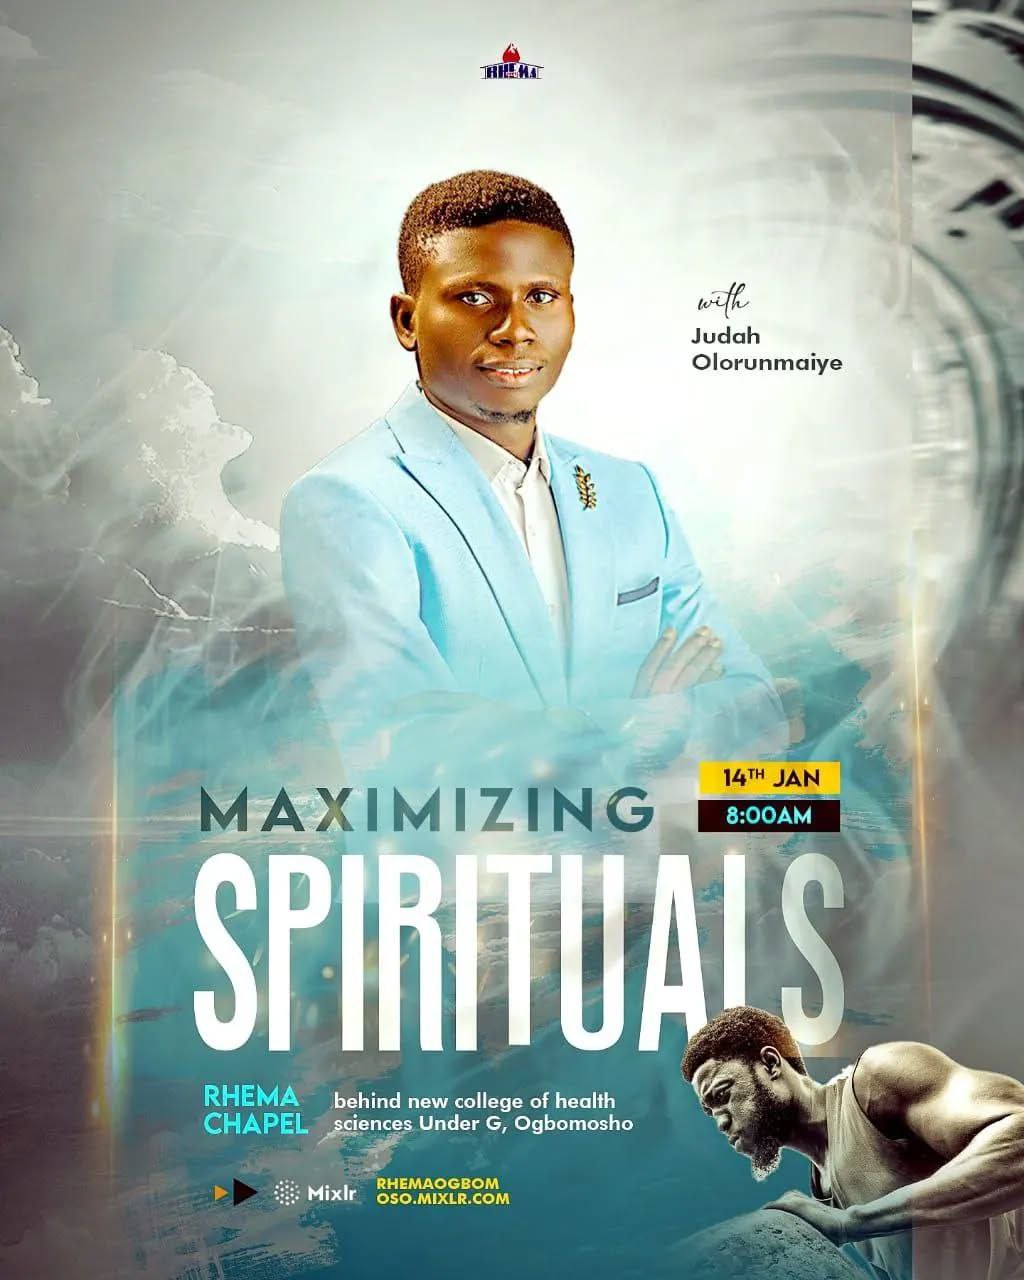 RHEMA
with
Judah
Olorunmaiye
14TH JAN
8:00AM
MAXIMIZING
SPIRITUALS
RHEMA
CHAPEL
behind new college of health
sciences Under G, Ogbomosho
Mixlr
RHEMAOGBOM
OSO.MIXLR.COM